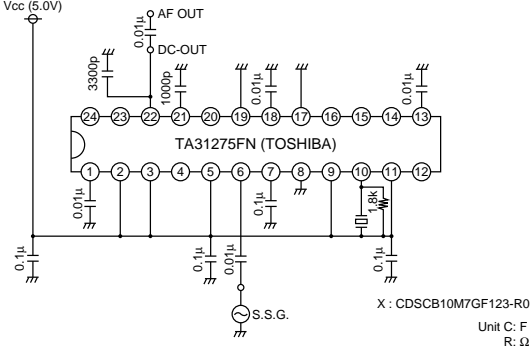 Vcc (5.0V)
AF OUT
0.01μ
DC-OUT
3300p
1000p
0.01μ
0.01μ
24 23 22 21 20 19 18 17 16 15 14 13
TA31275FN (TOSHIBA)
1 2 3 4 5 6 7 8 9 10 11 12
0.01μ
0.1μ
1.8k
0.1μ
0.1μ
0.01μ
0.1μ
S.S.G.
X : CDSCB10M7GF123-R0
Unit C: F
R: Ω